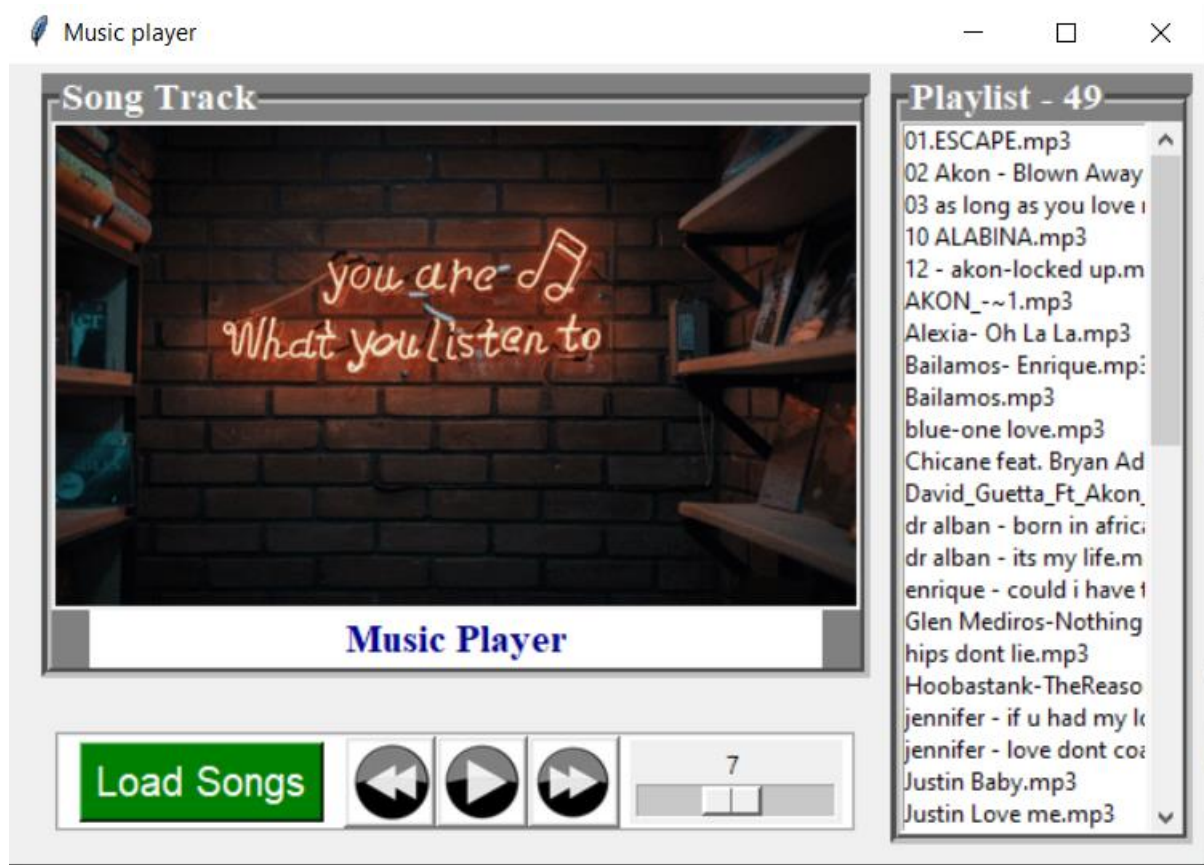 Music player
Song Track
you are
What you listen to
Music Player
Load Songs
7
Playlist - 49
01.ESCAPE.mp3
02 Akon - Blown Away
03 as long as you love
10 ALABINA.mp3
12 - akon-locked up.m
AKON_-~1.mp3
Alexia- Oh La La.mp3
Bailamos- Enrique.mp3
Bailamos.mp3
blue-one love.mp3
Chicane feat. Bryan Ad
David_Guetta_Ft_Akon_
dr alban - born in africa
dr alban - its my life.m
enrique - could i have t
Glen Mediros-Nothing
hips dont lie.mp3
Hoobastank-TheReaso
jennifer - if u had my lo
jennifer - love dont coa
Justin Baby.mp3
Justin Love me.mp3